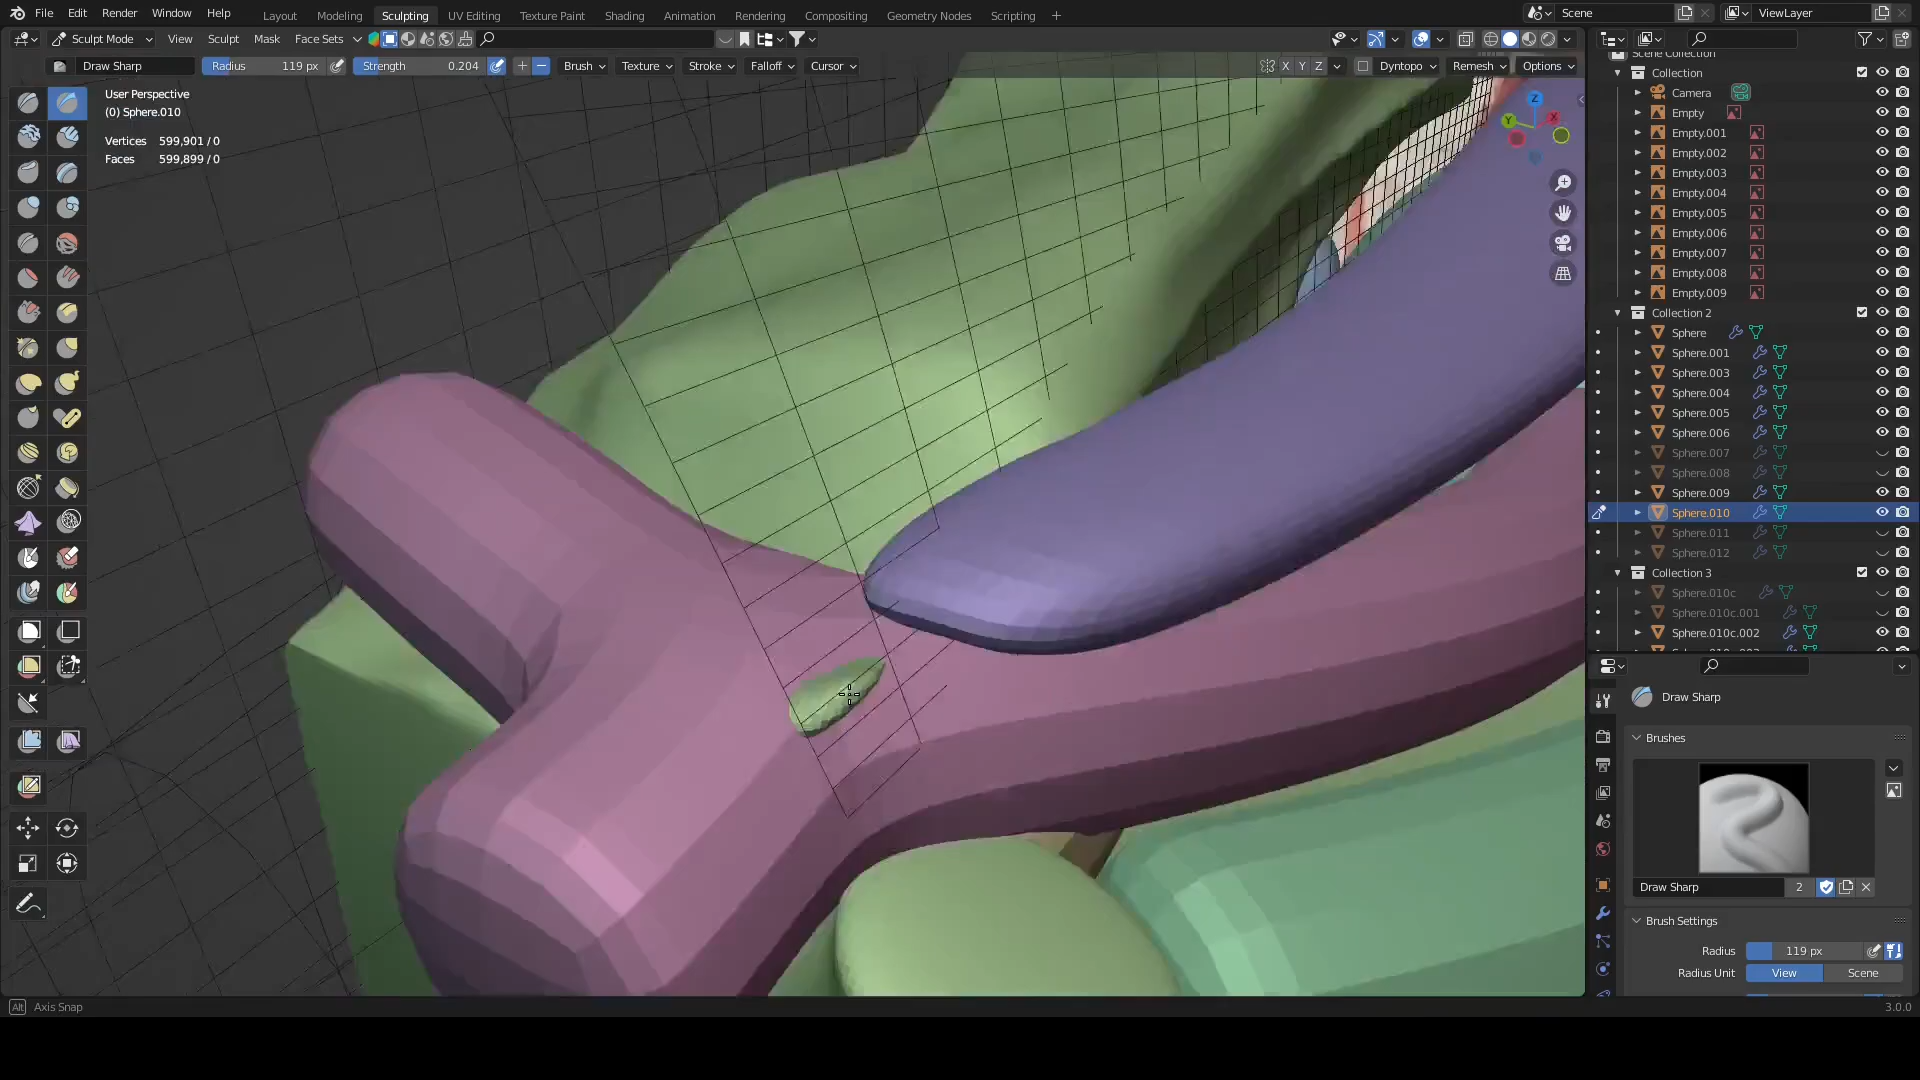 File Edit Render Window Help Layout Modeling Sculpting UV Editing Texture Paint Shading Animation Rendering Compositing Geometry Nodes Scripting + Scene ViewLayer
Sculpt Mode View Sculpt Mask Face Sets
Draw Sharp Radius 119 px Strength 0.204 Brush Texture Stroke Falloff Cursor X Y Z Dyntopo Remesh Options
User Perspective
(0) Sphere.010
Vertices 599,901 / 0
Faces 599,899 / 0
Z
Y
X
Scene Collection
Collection
Camera
Empty
Empty.001
Empty.002
Empty.003
Empty.004
Empty.005
Empty.006
Empty.007
Empty.008
Empty.009
Collection 2
Sphere
Sphere.001
Sphere.003
Sphere.004
Sphere.005
Sphere.006
Sphere.007
Sphere.008
Sphere.009
Sphere.010
Sphere.011
Sphere.012
Collection 3
Sphere.010c
Sphere.010c.001
Sphere.010c.002
Draw Sharp
Brushes
Draw Sharp 2
Brush Settings
Radius 119 px
Radius Unit View Scene
Alt Axis Snap 3.0.0